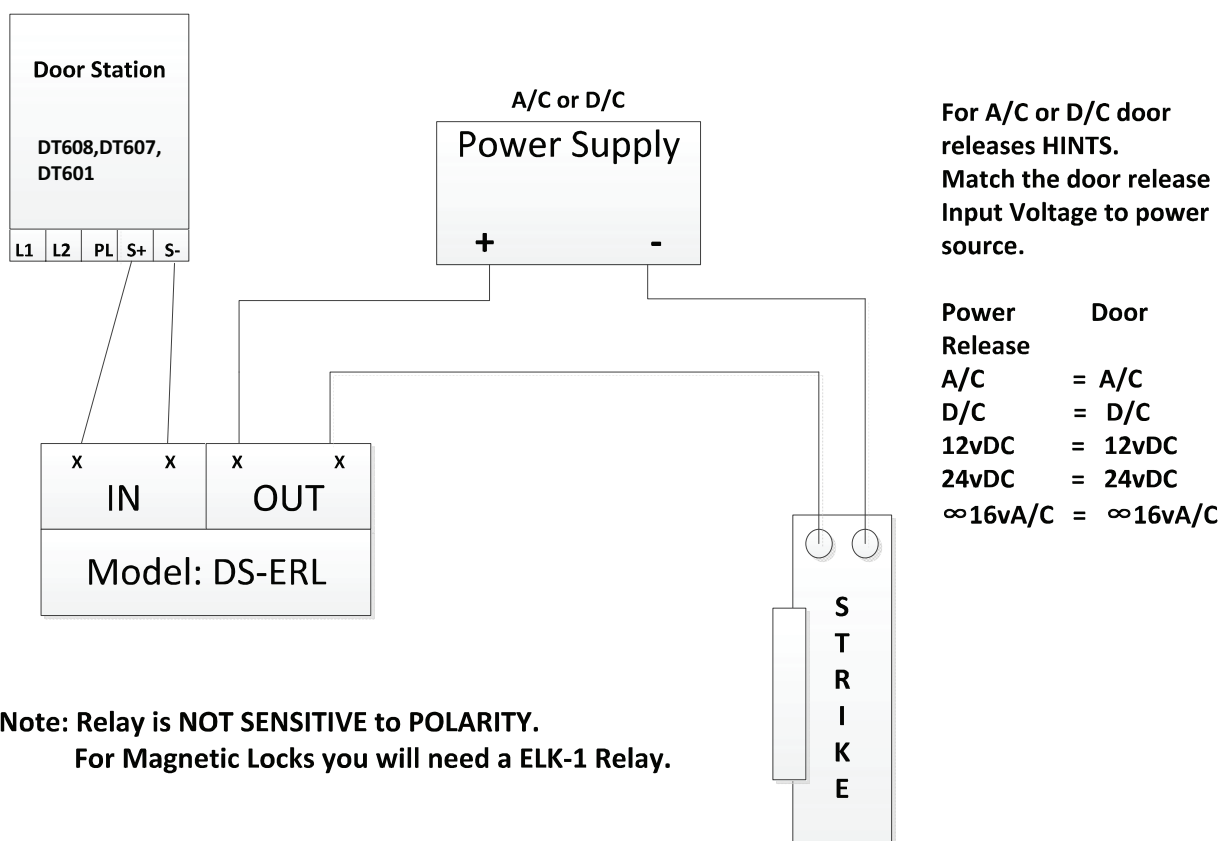 Door Station
DT608,DT607,
DT601
L1 L2 PL S+ S-
A/C or D/C
Power Supply
+ -
For A/C or D/C door
releases HINTS.
Match the door release
Input Voltage to power
source.
Power Door
Release
A/C = A/C
D/C = D/C
12vDC = 12vDC
24vDC = 24vDC
∞16vA/C = ∞16vA/C
X X X X
IN OUT
Model: DS-ERL
S
T
R
I
K
E
Note: Relay is NOT SENSITIVE to POLARITY.
For Magnetic Locks you will need a ELK-1 Relay.